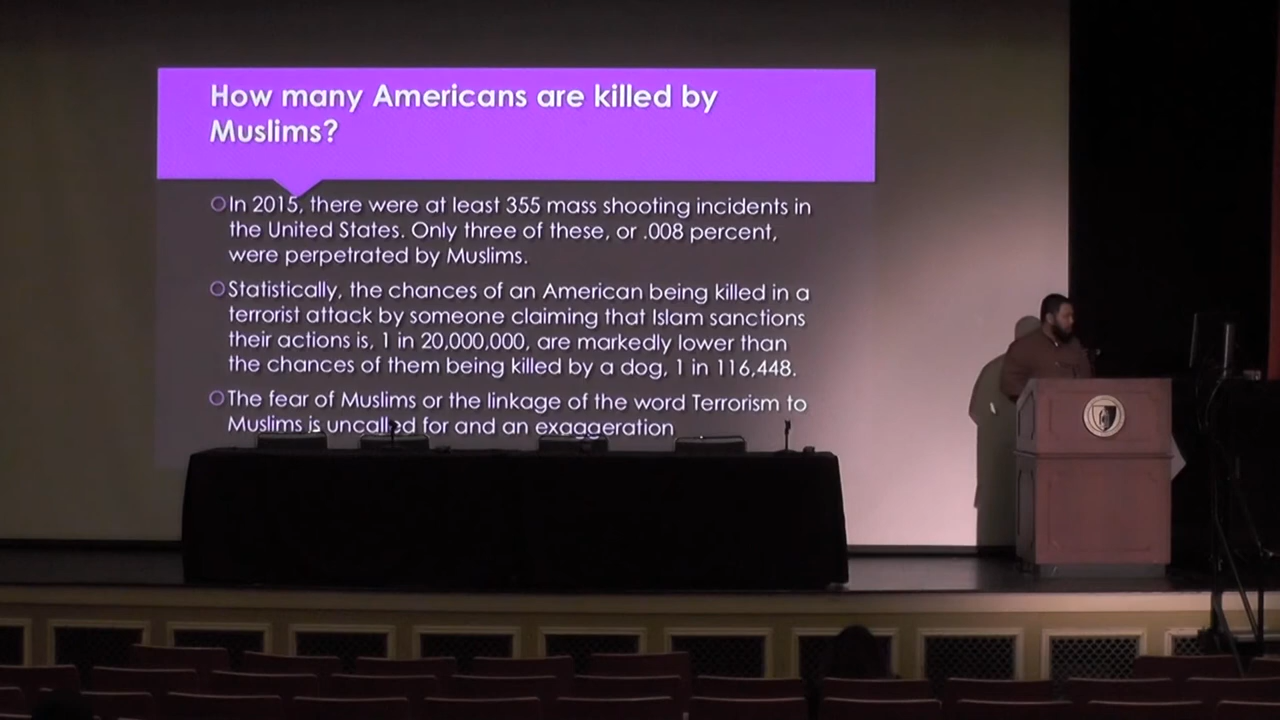 How many Americans are killed by
Muslims?
In 2015, there were at least 355 mass shooting incidents in
the United States. Only three of these, or .008 percent,
were perpetrated by Muslims.
Statistically, the chances of an American being killed in a
terrorist attack by someone claiming that Islam sanctions
their actions is, 1 in 20,000,000, are markedly lower than
the chances of them being killed by a dog, 1 in 116,448.
The fear of Muslims or the linkage of the word Terrorism to
Muslims is uncalled for and an exaggeration